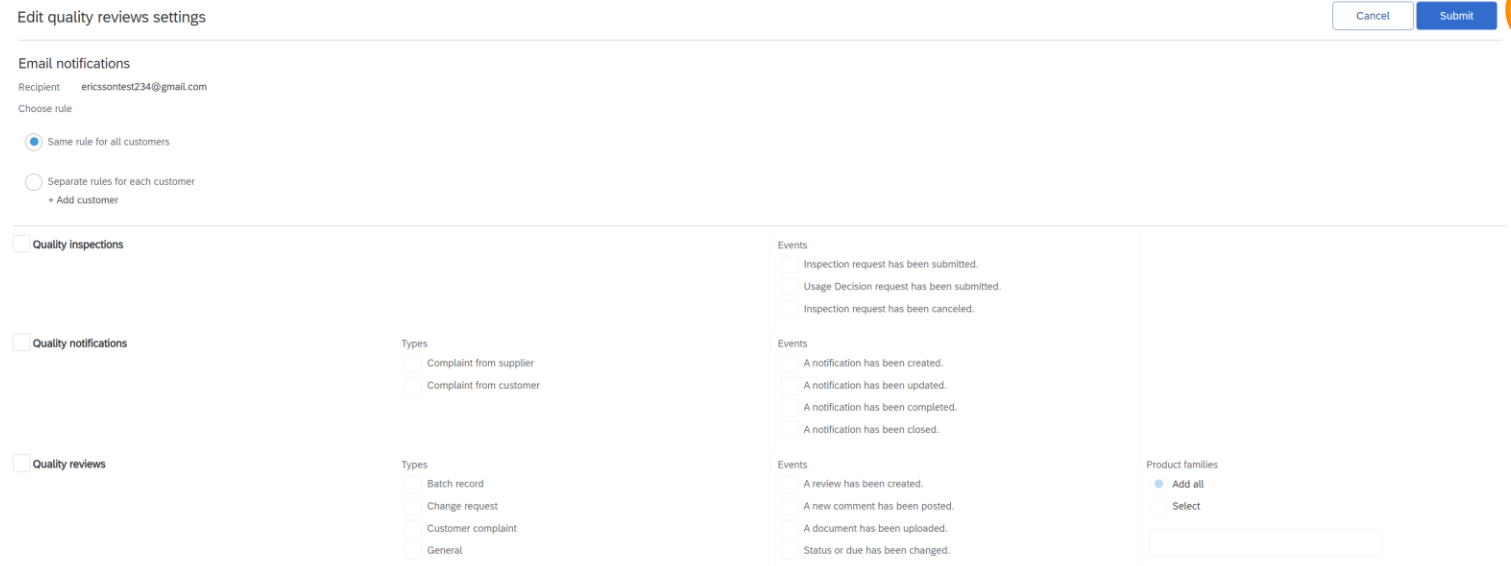 Edit quality reviews settings
Cancel
Submit
Email notifications
Recipient ericssontest234@gmail.com
Choose rule
Same rule for all customers
Separate rules for each customer
+ Add customer
Quality inspections
Events
Inspection request has been submitted.
Usage Decision request has been submitted.
Inspection request has been canceled.
Quality notifications
Types
Complaint from supplier
Complaint from customer
Events
A notification has been created.
A notification has been updated.
A notification has been completed.
A notification has been closed.
Quality reviews
Types
Batch record
Change request
Customer complaint
General
Events
A review has been created.
A new comment has been posted.
A document has been uploaded.
Status or due has been changed.
Product families
Add all
Select